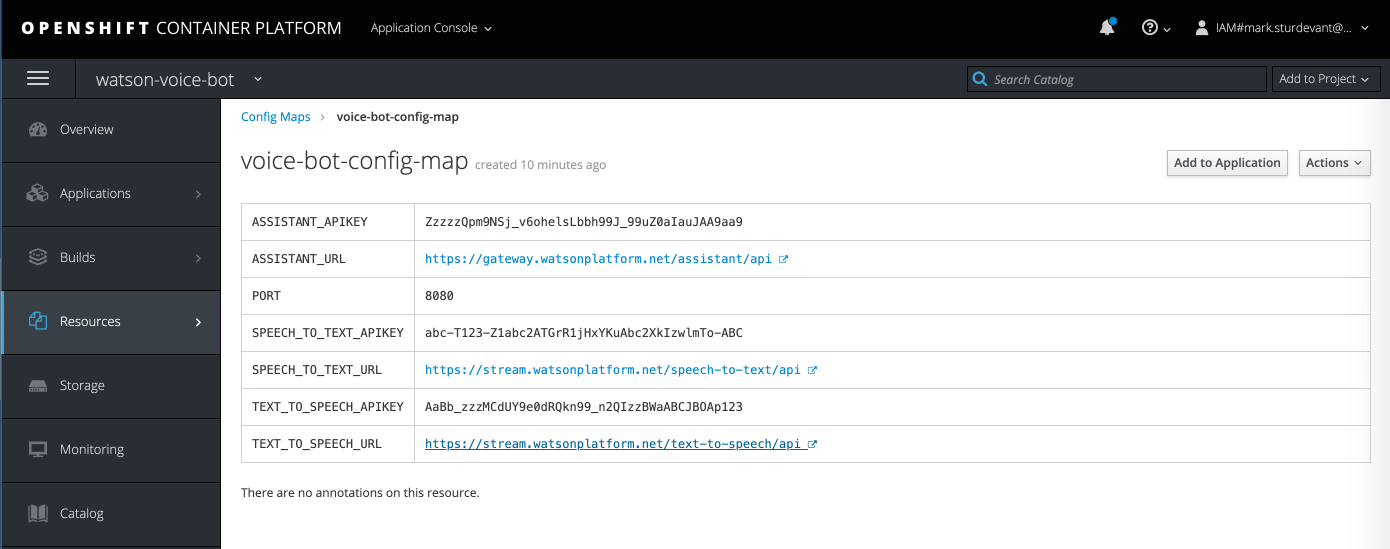 OPENSHIFT CONTAINER PLATFORM Application Console IAM#mark.sturdevant@...
watson-voice-bot Search Catalog Add to Project
Overview
Applications
Builds
Resources
Storage
Monitoring
Catalog
Config Maps > voice-bot-config-map
voice-bot-config-map created 10 minutes ago Add to Application Actions
ASSISTANT_APIKEY ZzzzzQpm9NSj_v6ohelsLbbh99J_99uZ0aIauJAA9aa9
ASSISTANT_URL https://gateway.watsonplatform.net/assistant/api
PORT 8080
SPEECH_TO_TEXT_APIKEY abc-T123-Z1abc2ATGrR1jHxYKuAbc2XkIzwlmTo-ABC
SPEECH_TO_TEXT_URL https://stream.watsonplatform.net/speech-to-text/api
TEXT_TO_SPEECH_APIKEY AaBb_zzzMCdUY9e0dRQkn99_n2QIzzBWaABCJBOAp123
TEXT_TO_SPEECH_URL https://stream.watsonplatform.net/text-to-speech/api
There are no annotations on this resource.